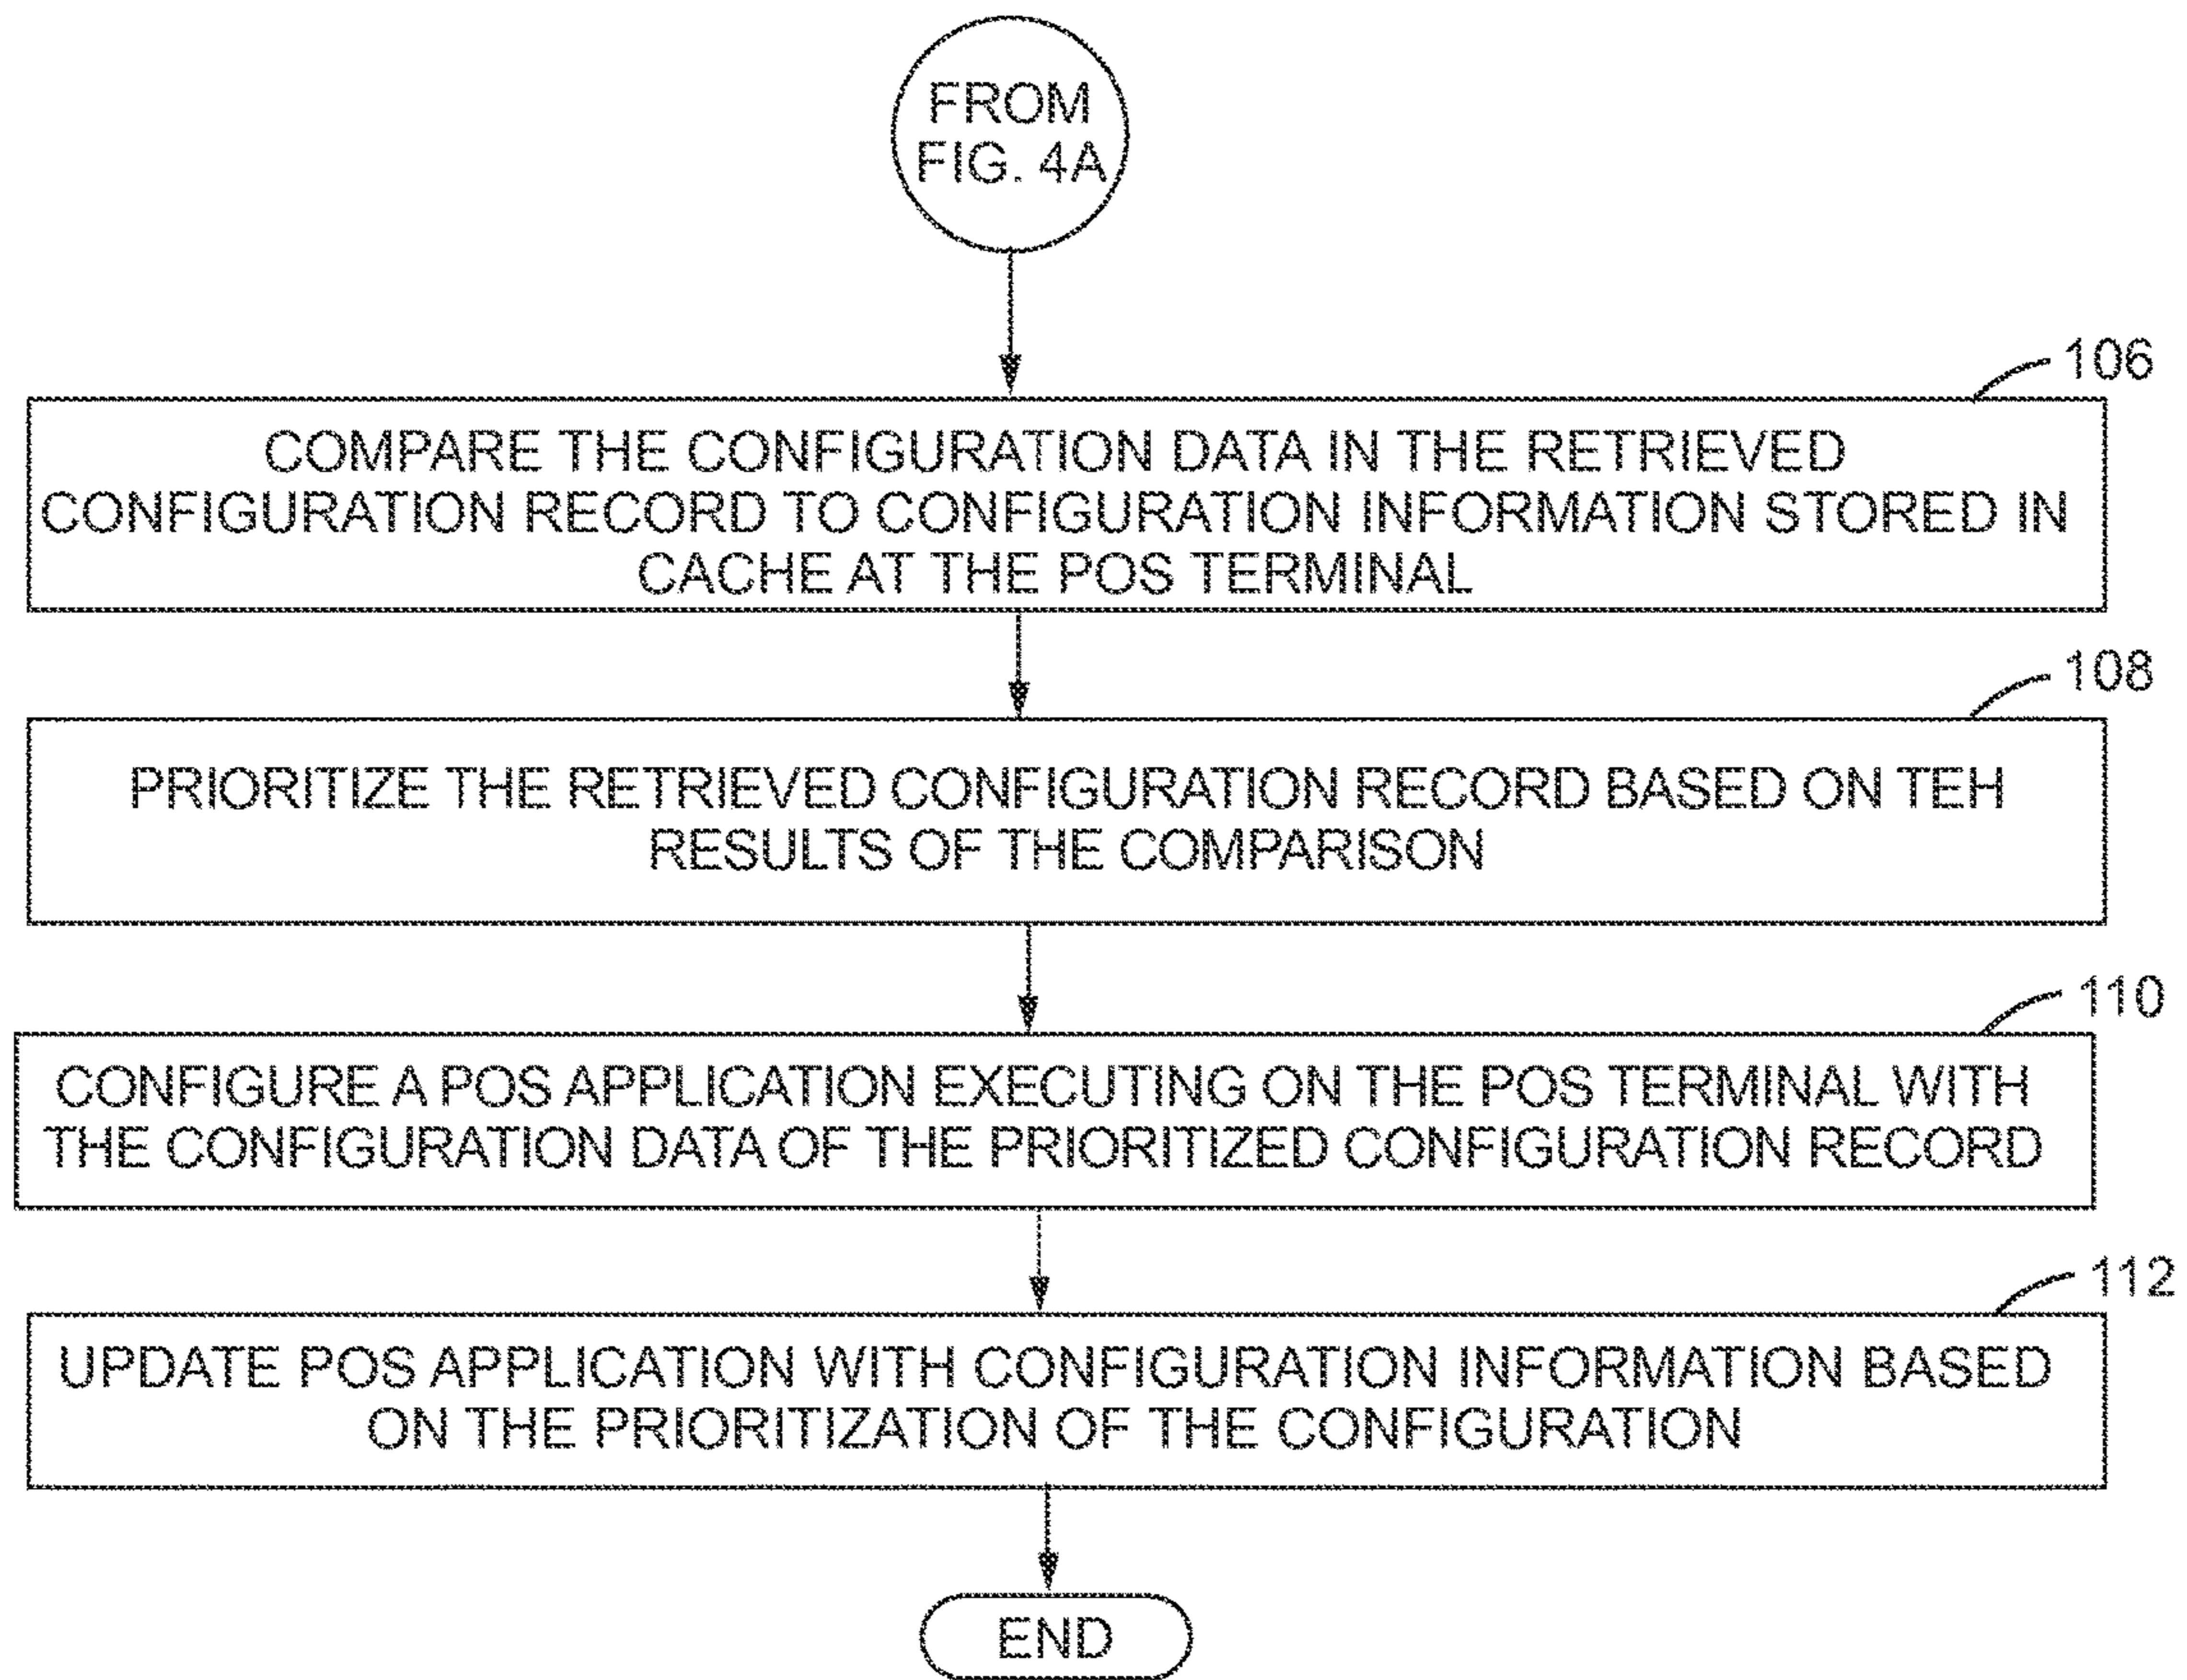 FROM
FIG. 4A
106
COMPARE THE CONFIGURATION DATA IN THE RETRIEVED
CONFIGURATION RECORD TO CONFIGURATION INFORMATION STORED IN
CACHE AT THE POS TERMINAL
108
PRIORITIZE THE RETRIEVED CONFIGURATION RECORD BASED ON TEH
RESULTS OF THE COMPARISON
110
CONFIGURE A POS APPLICATION EXECUTING ON THE POS TERMINAL WITH
THE CONFIGURATION DATA OF THE PRIORITIZED CONFIGURATION RECORD
112
UPDATE POS APPLICATION WITH CONFIGURATION INFORMATION BASED
ON THE PRIORITIZATION OF THE CONFIGURATION
END